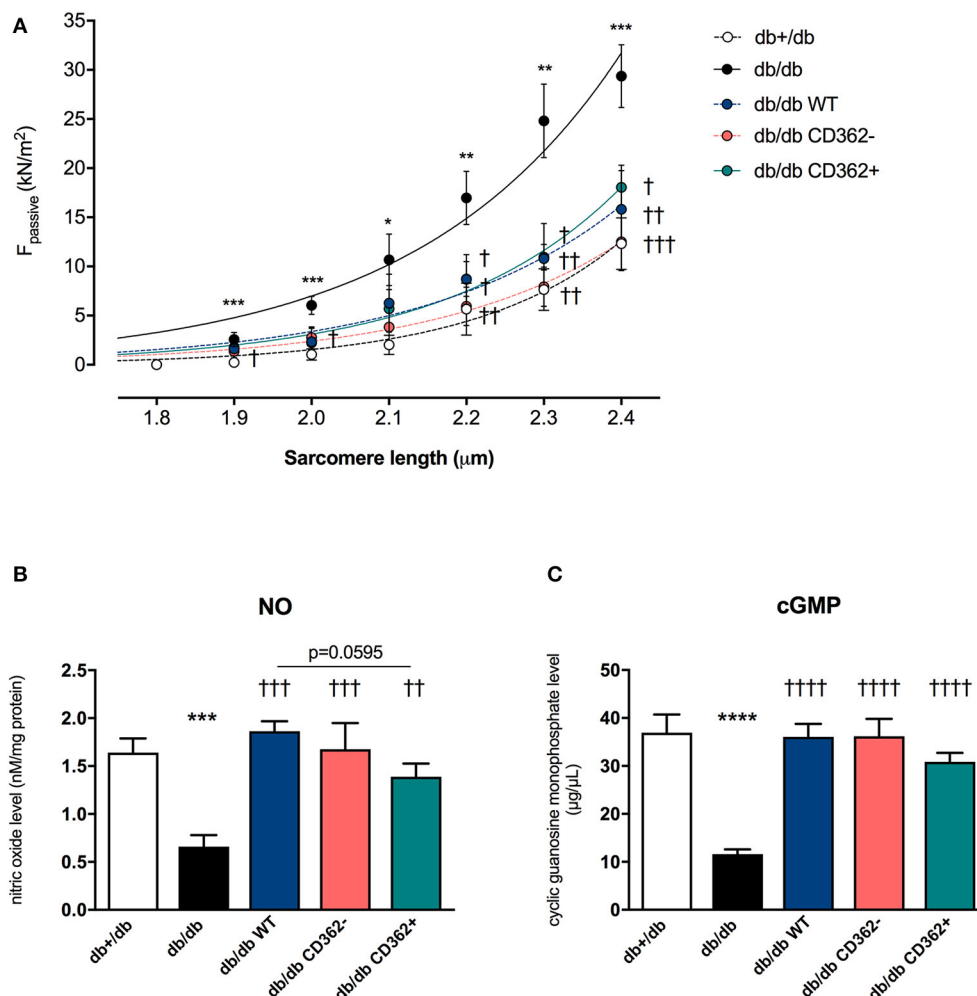 A
F passive (kN/m²)
35
30
25
20
15
10
5
0
***
***
*
**
**
***
†
†
†
†
††
†
††
††
†
††
†††
1.8 1.9 2.0 2.1 2.2 2.3 2.4
Sarcomere length (μm)
db+/db
db/db
db/db WT
db/db CD362-
db/db CD362+
B
NO
p=0.0595
nitric oxide level (nM/mg protein)
2.5
2.0
1.5
1.0
0.5
0.0
*** ††† ††† ††
db+/db
db/db
db/db WT
db/db CD362-
db/db CD362+
C
cGMP
cyclic guanosine monophosphate level
(µg/µL)
50
40
30
20
10
0
**** †††† †††† ††††
db+/db
db/db
db/db WT
db/db CD362-
db/db CD362+